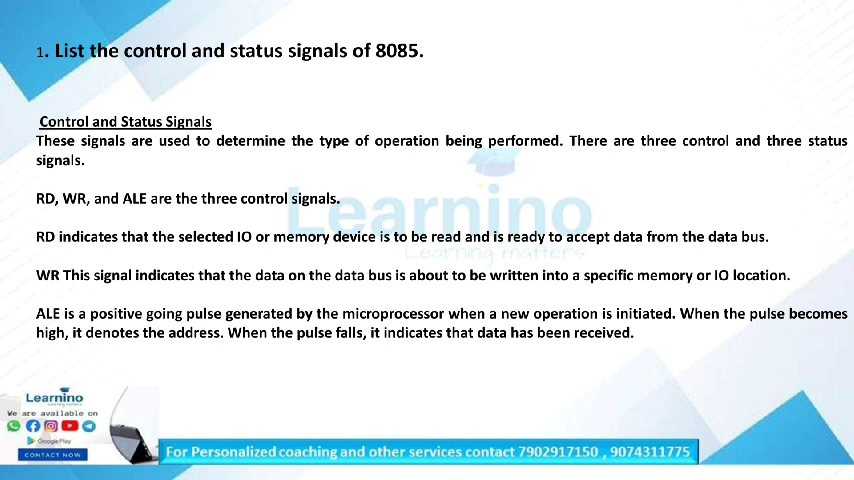 1. List the control and status signals of 8085.
Control and Status Signals
These signals are used to determine the type of operation being performed. There are three control and three status
signals.
RD, WR, and ALE are the three control signals.
Learnino
Learning matters
RD indicates that the selected IO or memory device is to be read and is ready to accept data from the data bus.
WR This signal indicates that the data on the data bus is about to be written into a specific memory or IO location.
ALE is a positive going pulse generated by the microprocessor when a new operation is initiated. When the pulse becomes
high, it denotes the address. When the pulse falls, it indicates that data has been received.
Learnino
We are available on
Google Play
CONTACT NOW
For Personalized coaching and other services contact 7902917150 , 9074311775